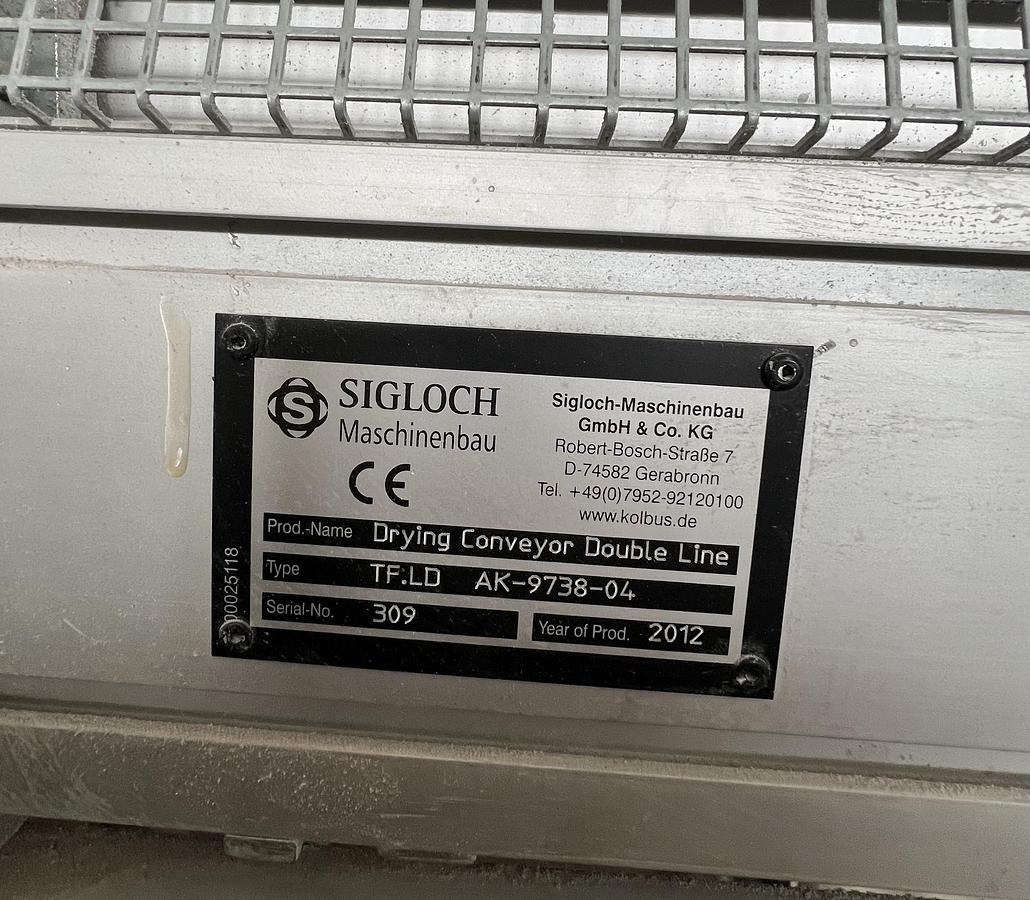 SIGLOCH
Maschinenbau
CE
Sigloch-Maschinenbau
GmbH & Co. KG
Robert-Bosch-Straße 7
D-74582 Gerabronn
Tel. +49(0)7952-92120100
www.kolbus.de
Prod.-Name Drying Conveyor Double Line
Type TF:LD AK-9738-04
Serial-No. 309 Year of Prod. 2012